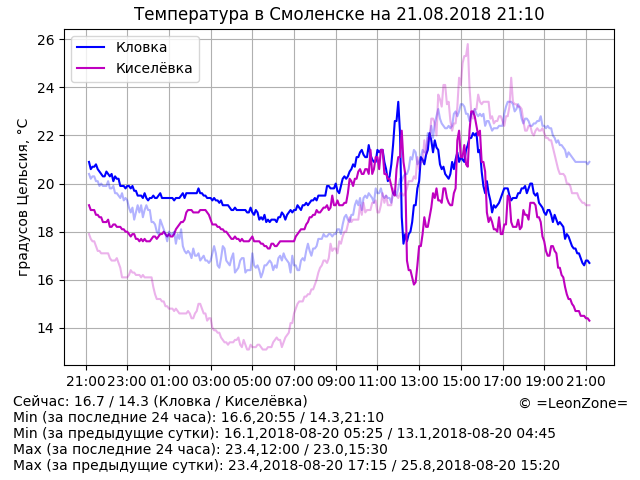 Температура в Смоленске на 21.08.2018 21:10
градусов Цельсия, °C
26
24
22
20
18
16
14
Кловка
Киселёвка
21:00 23:00 01:00 03:00 05:00 07:00 09:00 11:00 13:00 15:00 17:00 19:00 21:00
Сейчас: 16.7 / 14.3 (Кловка / Киселёвка)
© =LeonZone=
Min (за последние 24 часа): 16.6,20:55 / 14.3,21:10
Min (за предыдущие сутки): 16.1,2018-08-20 05:25 / 13.1,2018-08-20 04:45
Max (за последние 24 часа): 23.4,12:00 / 23.0,15:30
Max (за предыдущие сутки): 23.4,2018-08-20 17:15 / 25.8,2018-08-20 15:20